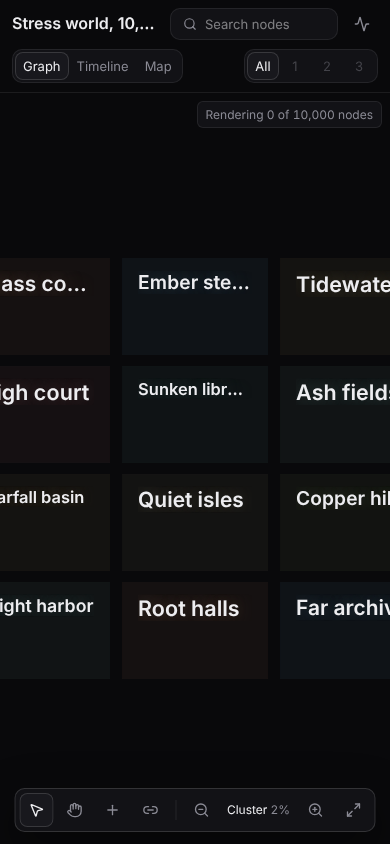 Stress world, 10,...
Search nodes
Graph Timeline Map
All 1 2 3
Rendering 0 of 10,000 nodes
ass co... Ember ste... Tidewate
igh court Sunken libr... Ash fields
arfall basin Quiet isles Copper hil
ight harbor Root halls Far archiv
Cluster 2%